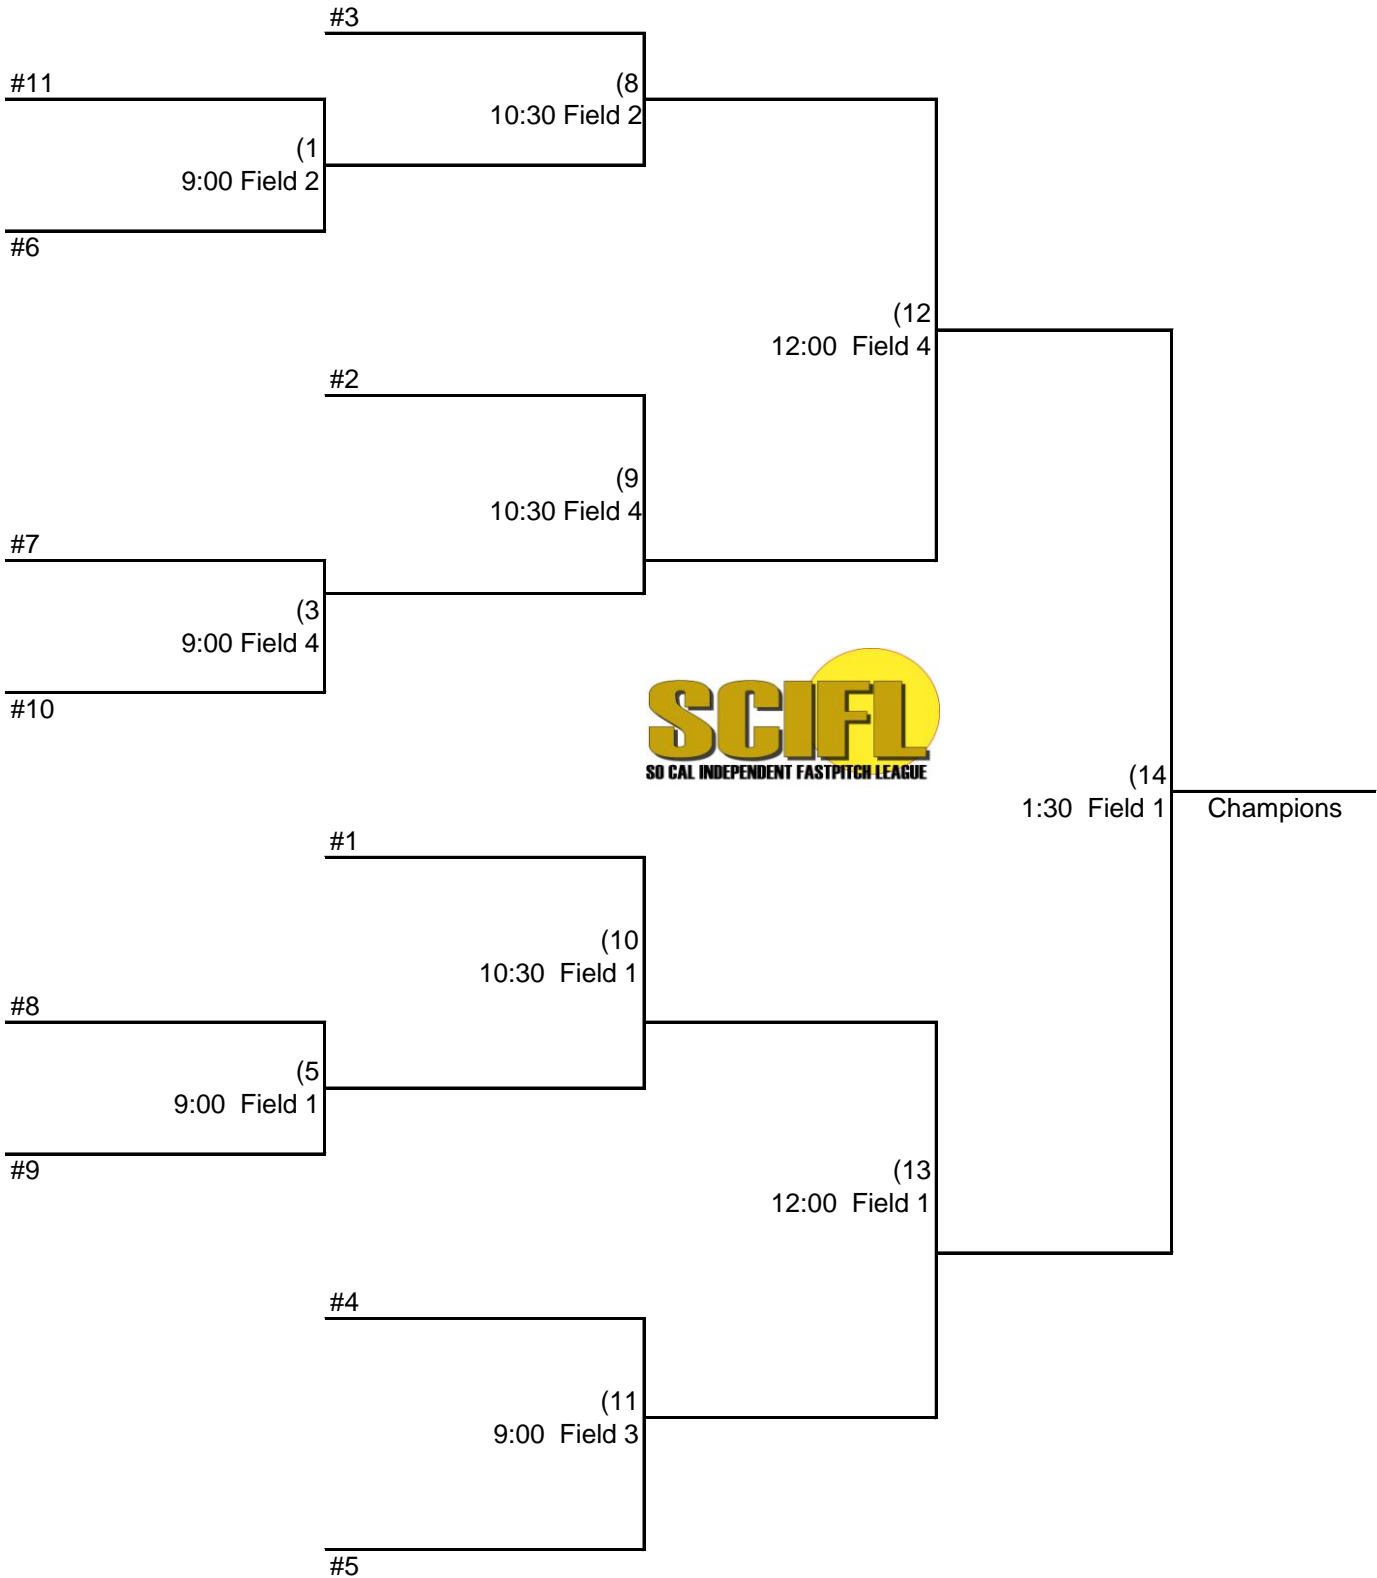 #3
#11
(8
10:30 Field 2
(1
9:00 Field 2
#6
(12
12:00  Field 4
#2
(9
10:30 Field 4
#7
(3
9:00 Field 4
#10
SCIFL
SO CAL INDEPENDENT FASTPITCH LEAGUE
(14
1:30  Field 1
Champions
#1
(10
10:30  Field 1
#8
(5
9:00  Field 1
#9
(13
12:00  Field 1
#4
(11
9:00  Field 3
#5